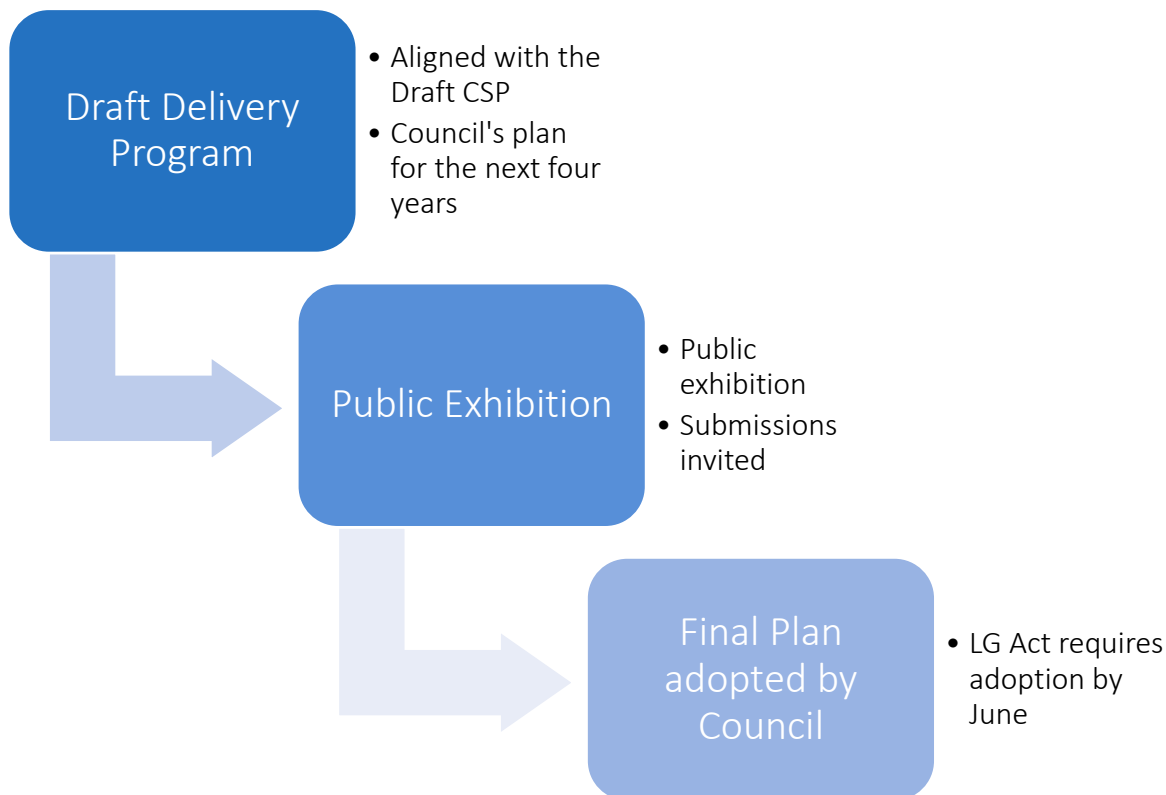 Draft Delivery
Program
• Aligned with the
Draft CSP
• Council's plan
for the next four
years
Public Exhibition
• Public
exhibition
• Submissions
invited
Final Plan
adopted by
Council
• LG Act requires
adoption by
June